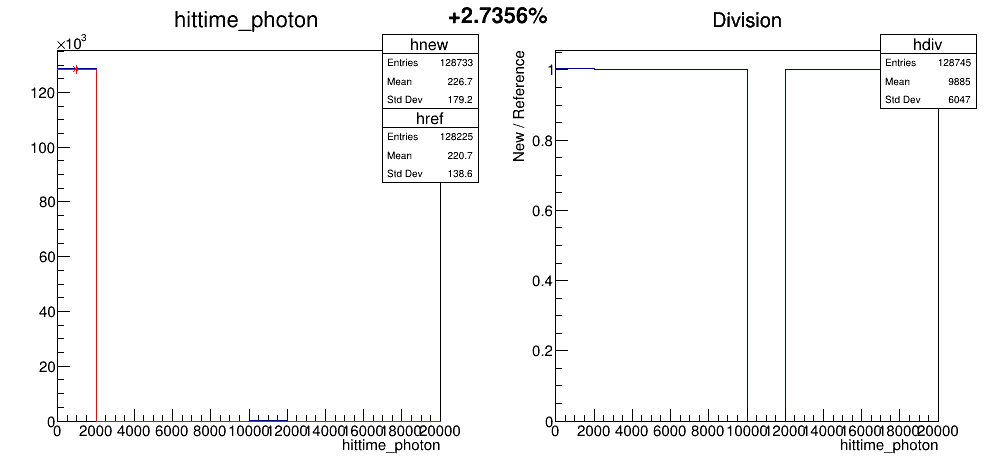 +2.7356%
hittime_photon
×10³
hnew
Entries 128733
Mean 226.7
Std Dev 179.2
href
Entries 128225
Mean 220.7
Std Dev 138.6
120
100
80
60
40
20
0
0 2000 4000 6000 8000 10000 12000 14000 16000 18000 20000
hittime_photon
Division
hdiv
Entries 128745
Mean 9885
Std Dev 6047
New / Reference
1
0.8
0.6
0.4
0.2
0
0 2000 4000 6000 8000 10000 12000 14000 16000 18000 20000
hittime_photon